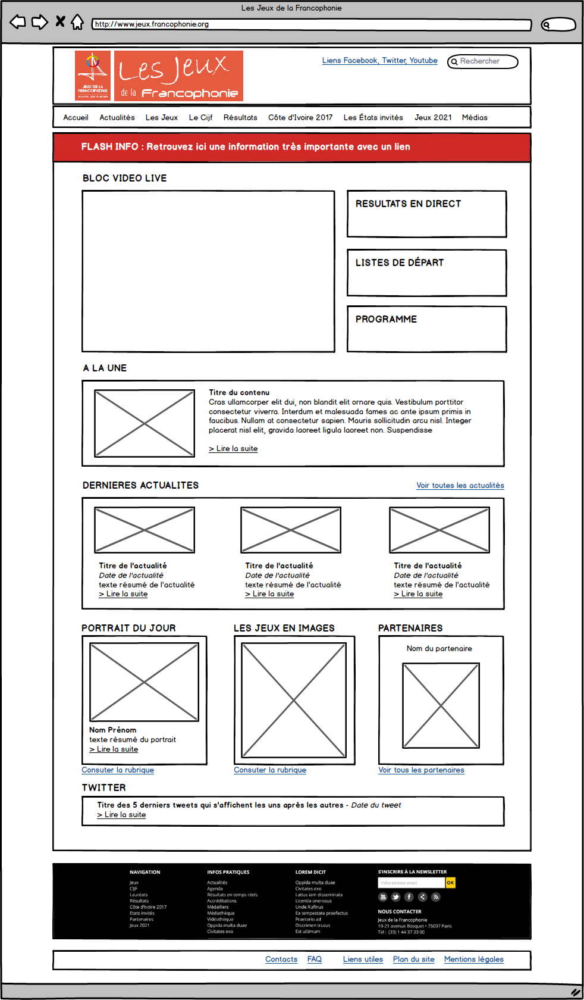 Les Jeux de la Francophonie
http://www.jeux.francophonie.org
JEUX DE LA
FRANCOPHONIE
Les Jeux
de la Francophonie
Liens Facebook, Twitter, Youtube
Rechercher
Accueil Actualités Les Jeux Le Cijf Résultats Côte d'Ivoire 2017 Les États invités Jeux 2021 Médias
FLASH INFO : Retrouvez ici une information très importante avec un lien
BLOC VIDEO LIVE
RESULTATS EN DIRECT
LISTES DE DÉPART
PROGRAMME
A LA UNE
Titre du contenu
Cras ullamcorper elit dui, non blandit elit ornare quis. Vestibulum porttitor
consectetur viverra. Interdum et malesuada fames ac ante ipsum primis in
faucibus. Nullam at consectetur sapien. Mauris sollicitudin arcu nisl. Integer
placerat nisl elit, gravida laoreet ligula laoreet non. Suspendisse
> Lire la suite
DERNIERES ACTUALITES
Voir toutes les actualités
Titre de l'actualité
Date de l'actualité
texte résumé de l'actualité
> Lire la suite
Titre de l'actualité
Date de l'actualité
texte résumé de l'actualité
> Lire la suite
Titre de l'actualité
Date de l'actualité
texte résumé de l'actualité
> Lire la suite
PORTRAIT DU JOUR
Nom Prénom
texte résumé du portrait
> Lire la suite
Consuter la rubrique
LES JEUX EN IMAGES
Consuter la rubrique
PARTENAIRES
Nom du partenaire
Voir tous les partenaires
TWITTER
Titre des 5 derniers tweets qui s'affichent les uns après les autres - Date du tweet
> Lire la suite
NAVIGATION
Jeux
CIJF
Lauréats
Résultats
Côte d'Ivoire 2017
Etats invités
Partenaires
Jeux 2021
INFOS PRATIQUES
Actualités
Agenda
Résultats en temps réels
Accréditations
Médaillers
Médiathèque
Vidéothèque
Oppida multa duae
Civitates exo
LOREM DICIT
Oppida multa duae
Civitates exo
Latius iam disseminata
Licentia onerosus
Unde Rufinus
Ea tempestate praefectus
Praetorio ad
Discrimen trusus
Est ultimum
S'INSCRIRE À LA NEWSLETTER
Votre adresse email
OK
NOUS CONTACTER
Jeux de la Francophonie
19-21 avenue Bosquet • 75007 Paris
Tél : (33) 1 44 37 33 00
Contacts FAQ Liens utiles Plan du site Mentions légales